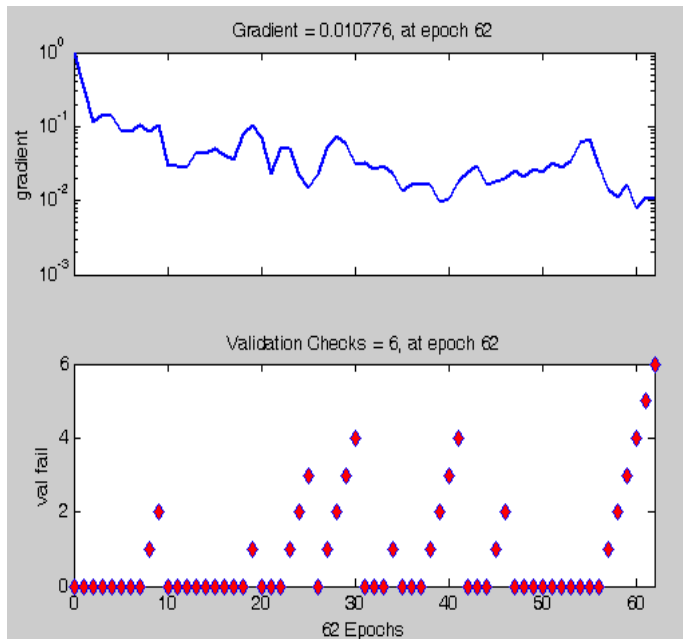 Gradient = 0.010776, at epoch 62
10^0
10^-1
10^-2
10^-3
gradient
Validation Checks = 6, at epoch 62
6
4
2
0
val fail
0 10 20 30 40 50 60
62 Epochs